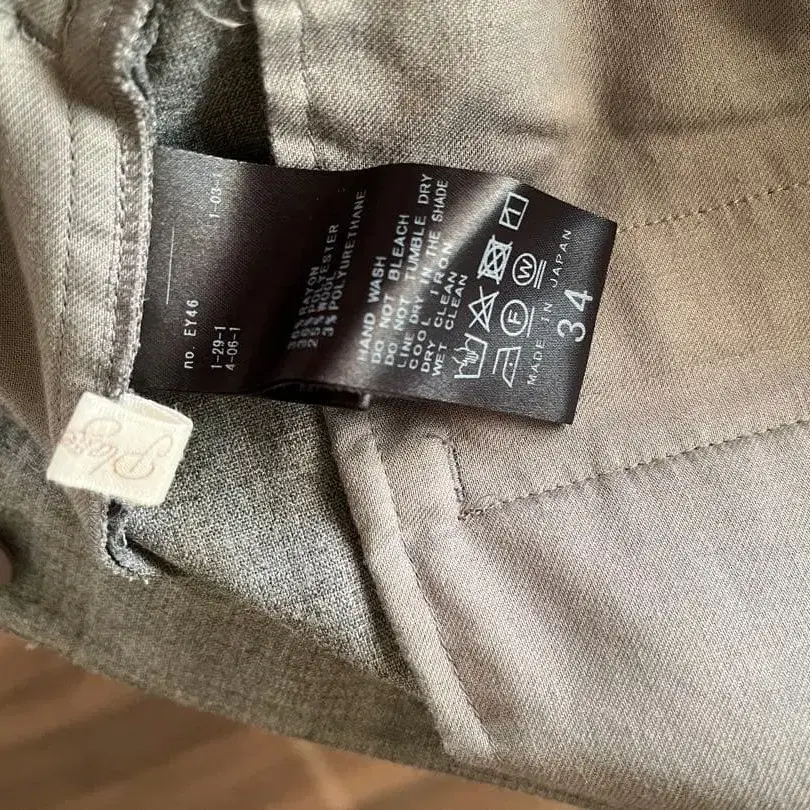 no. EY46
1-29-1 1-03-1
4-06-1
RAYON
POLYESTER
3% POLYURETHANE
HAND WASH
DO NOT BLEACH
DO NOT TUMBLE DRY
LINE DRY IN THE SHADE
COOL IRON
DRY CLEAN
WET CLEAN
F W
MADE IN JAPAN
34
Plage